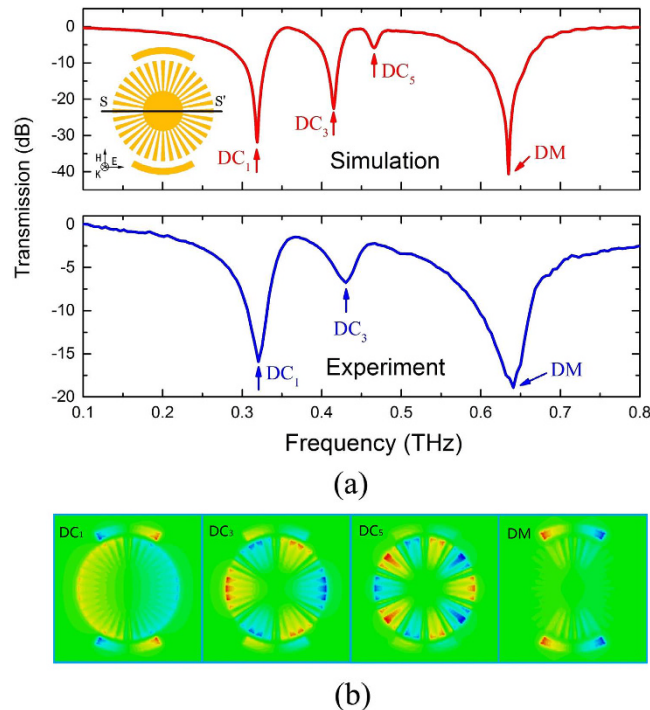 0
-10
-20
-30
-40
S
S'
H
E
K
DC₁
DC₃
DC₅
DM
Simulation
Transmission (dB)
0
-5
-10
-15
-20
DC₁
DC₃
DM
Experiment
0.1 0.2 0.3 0.4 0.5 0.6 0.7 0.8
Frequency (THz)
(a)
DC₁ DC₃ DC₅ DM
(b)